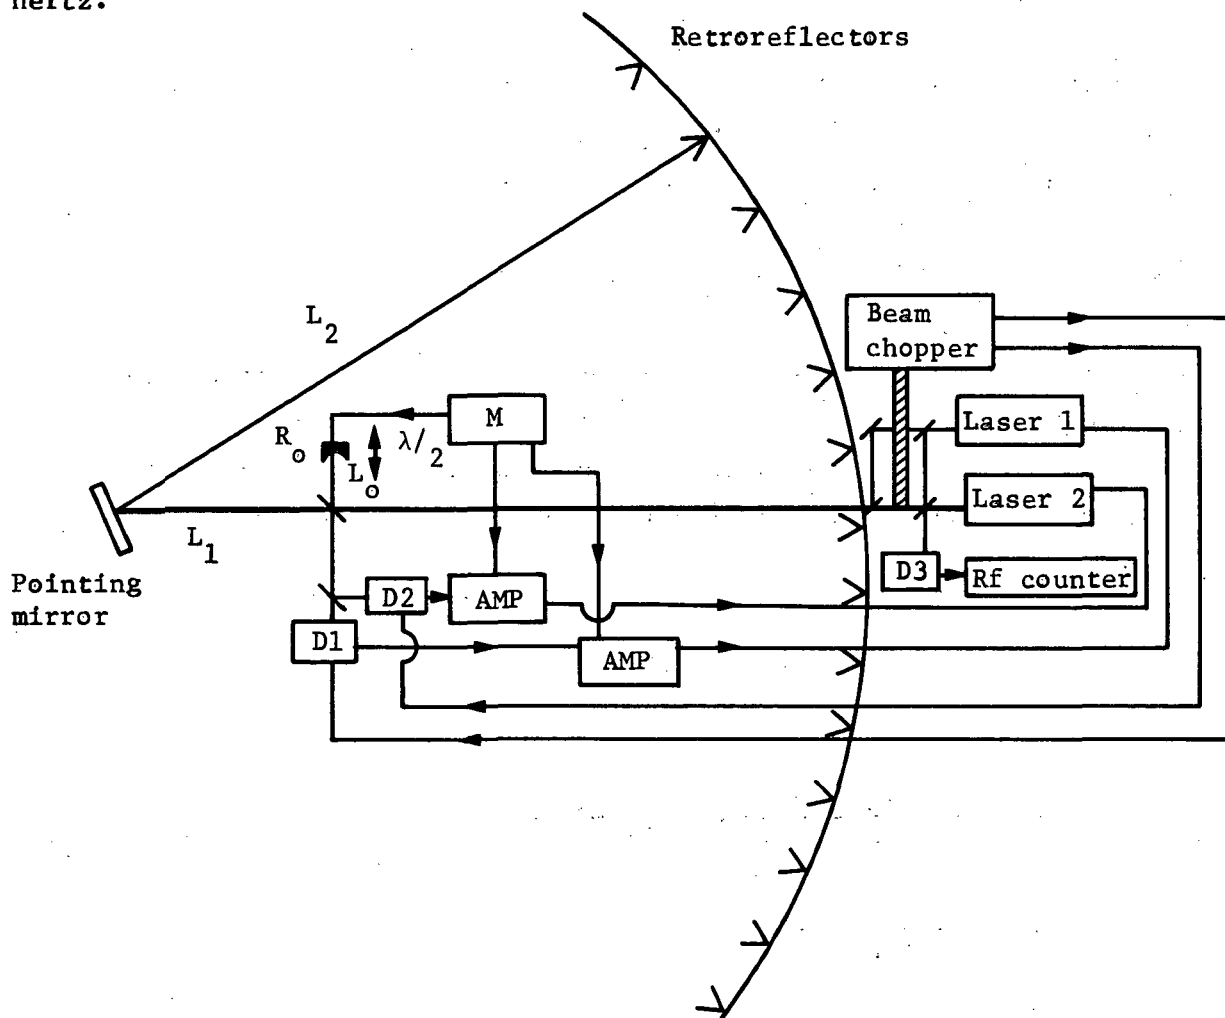 hertz.
Retroreflectors
L2
Beam
chopper
M
Ro
λ/2
Lo
Laser 1
Laser 2
L1
D3
Rf counter
Pointing
mirror
D2
AMP
D1
AMP